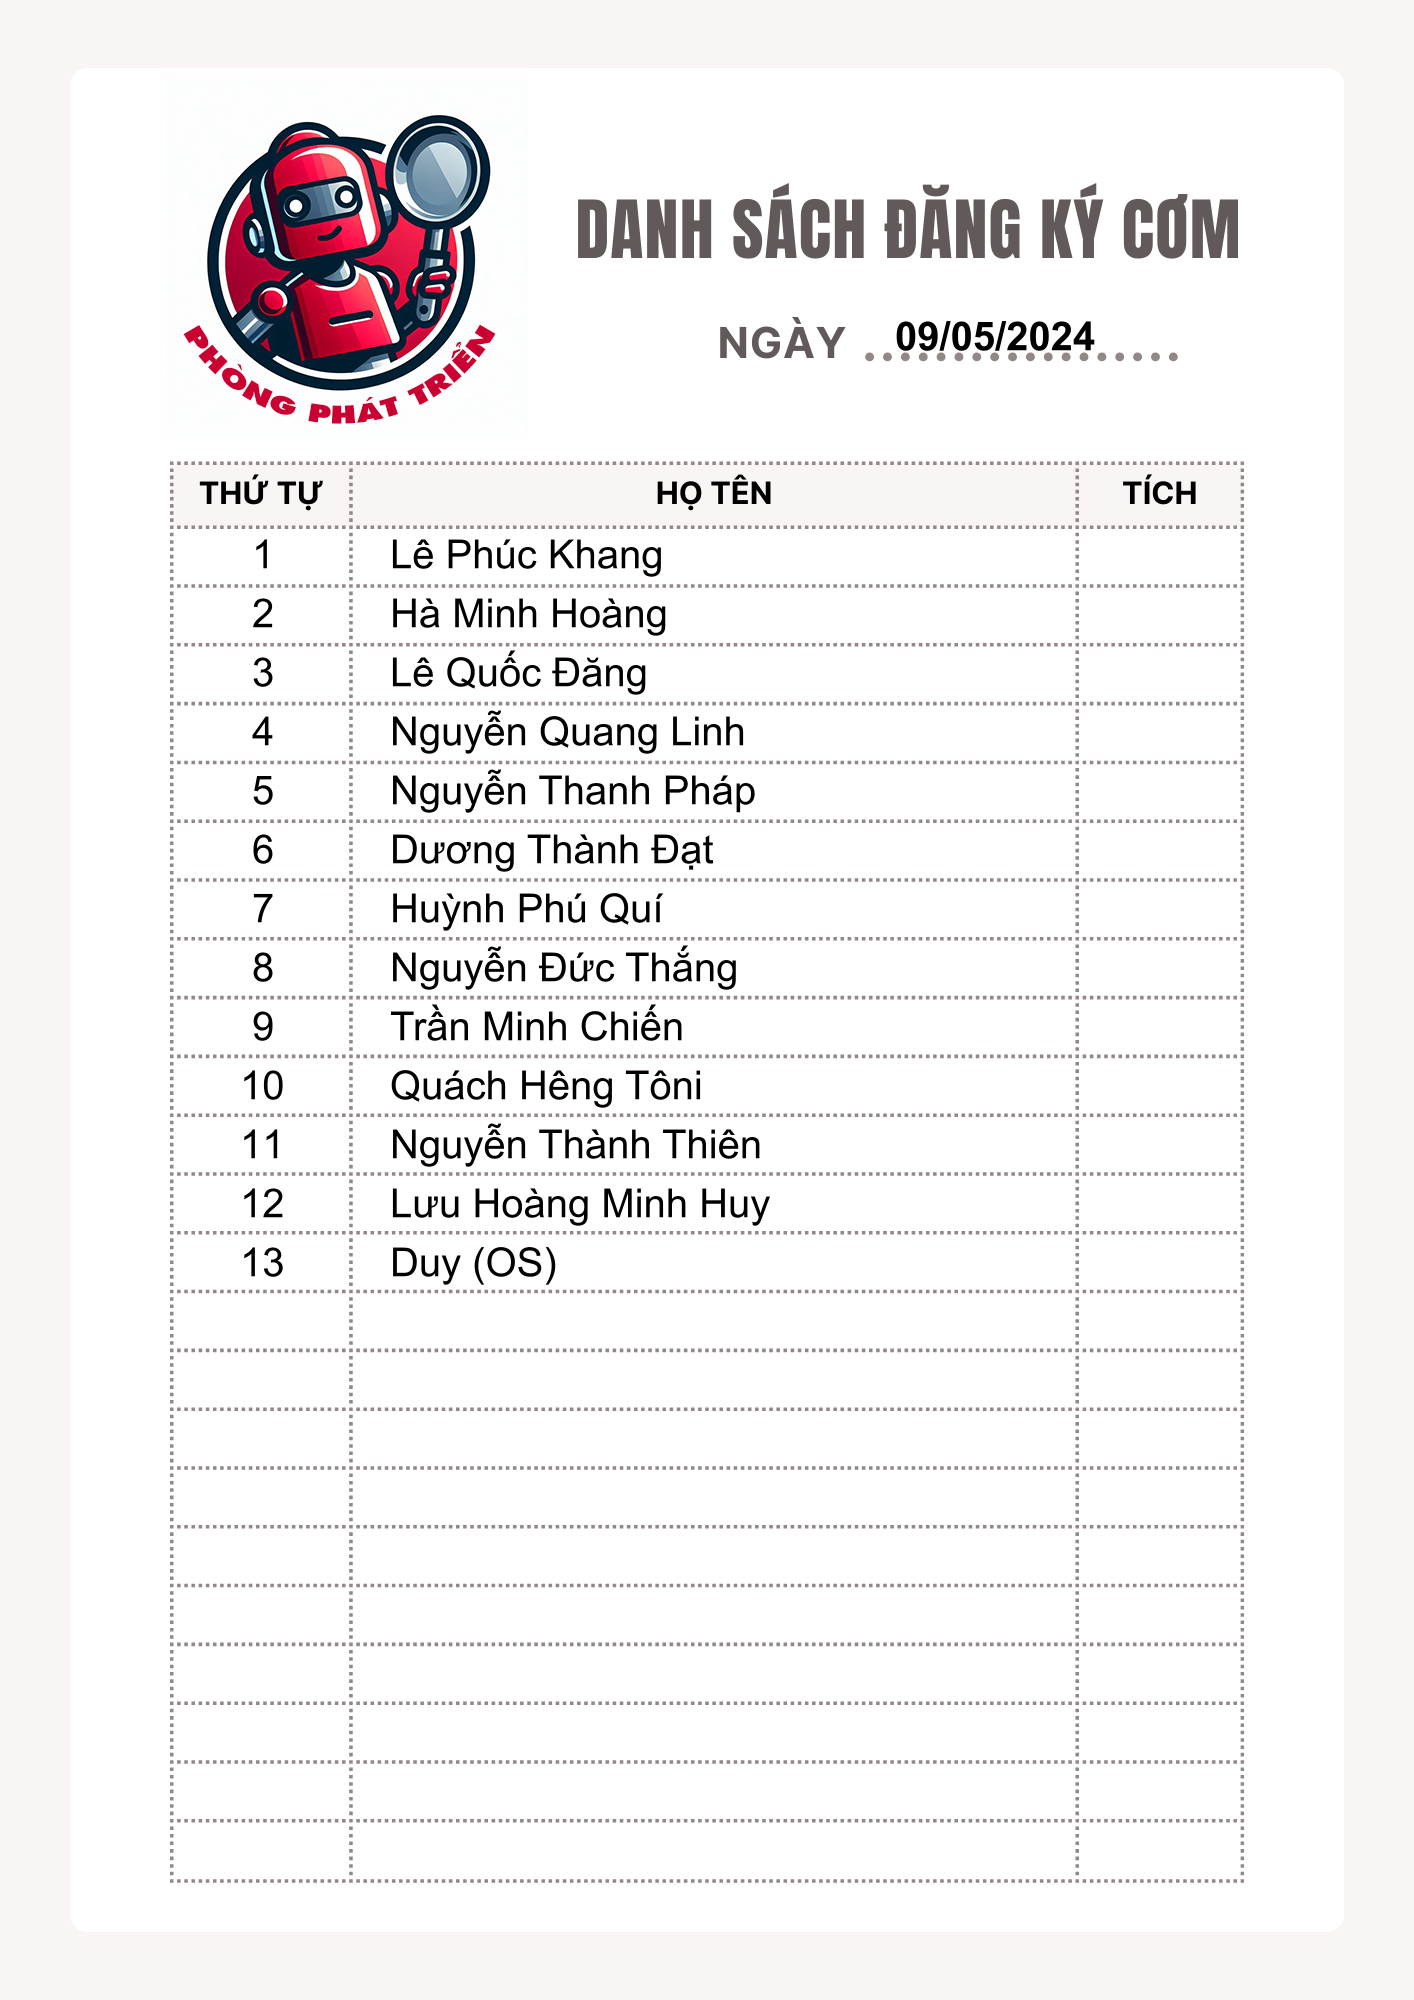 DANH SÁCH ĐĂNG KÝ CƠM
NGÀY 09/05/2024
PHÒNG PHÁT TRIỂN
THỨ TỰ HỌ TÊN TÍCH
1 Lê Phúc Khang
2 Hà Minh Hoàng
3 Lê Quốc Đăng
4 Nguyễn Quang Linh
5 Nguyễn Thanh Pháp
6 Dương Thành Đạt
7 Huỳnh Phú Quí
8 Nguyễn Đức Thắng
9 Trần Minh Chiến
10 Quách Hêng Tôni
11 Nguyễn Thành Thiên
12 Lưu Hoàng Minh Huy
13 Duy (OS)